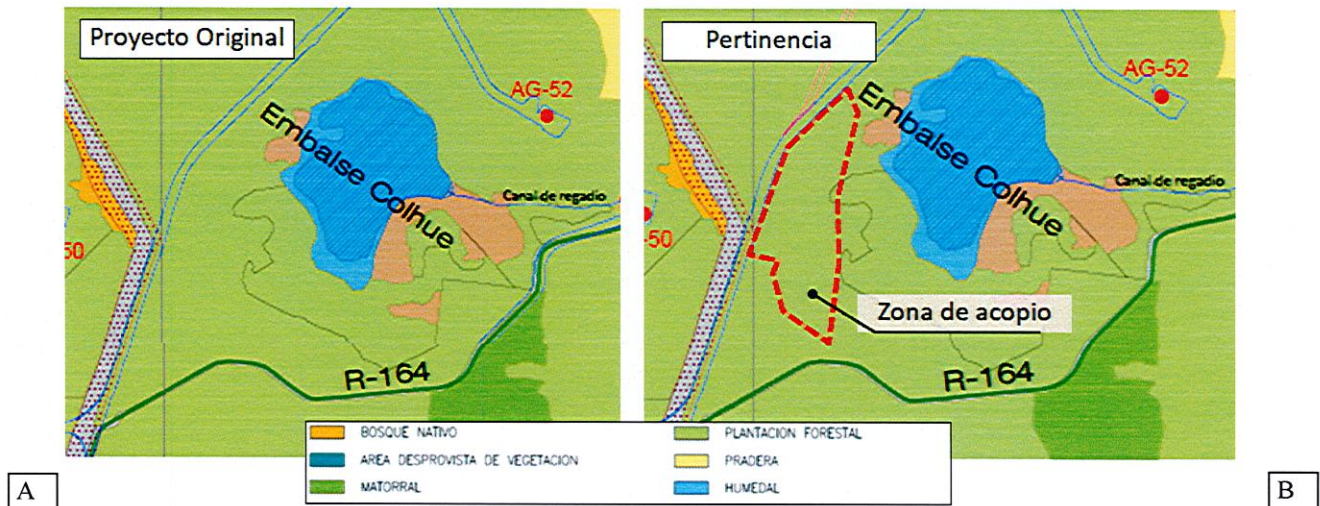 Proyecto Original
AG-52
Embalse Colhue
Canal de regadio
50
R-164
Pertinencia
AG-52
Embalse Colhue
Canal de regadio
-50
Zona de acopio
R-164
BOSQUE NATIVO
PLANTACION FORESTAL
AREA DESPROVISTA DE VEGETACION
PRADERA
MATORRAL
HUMEDAL
A
B